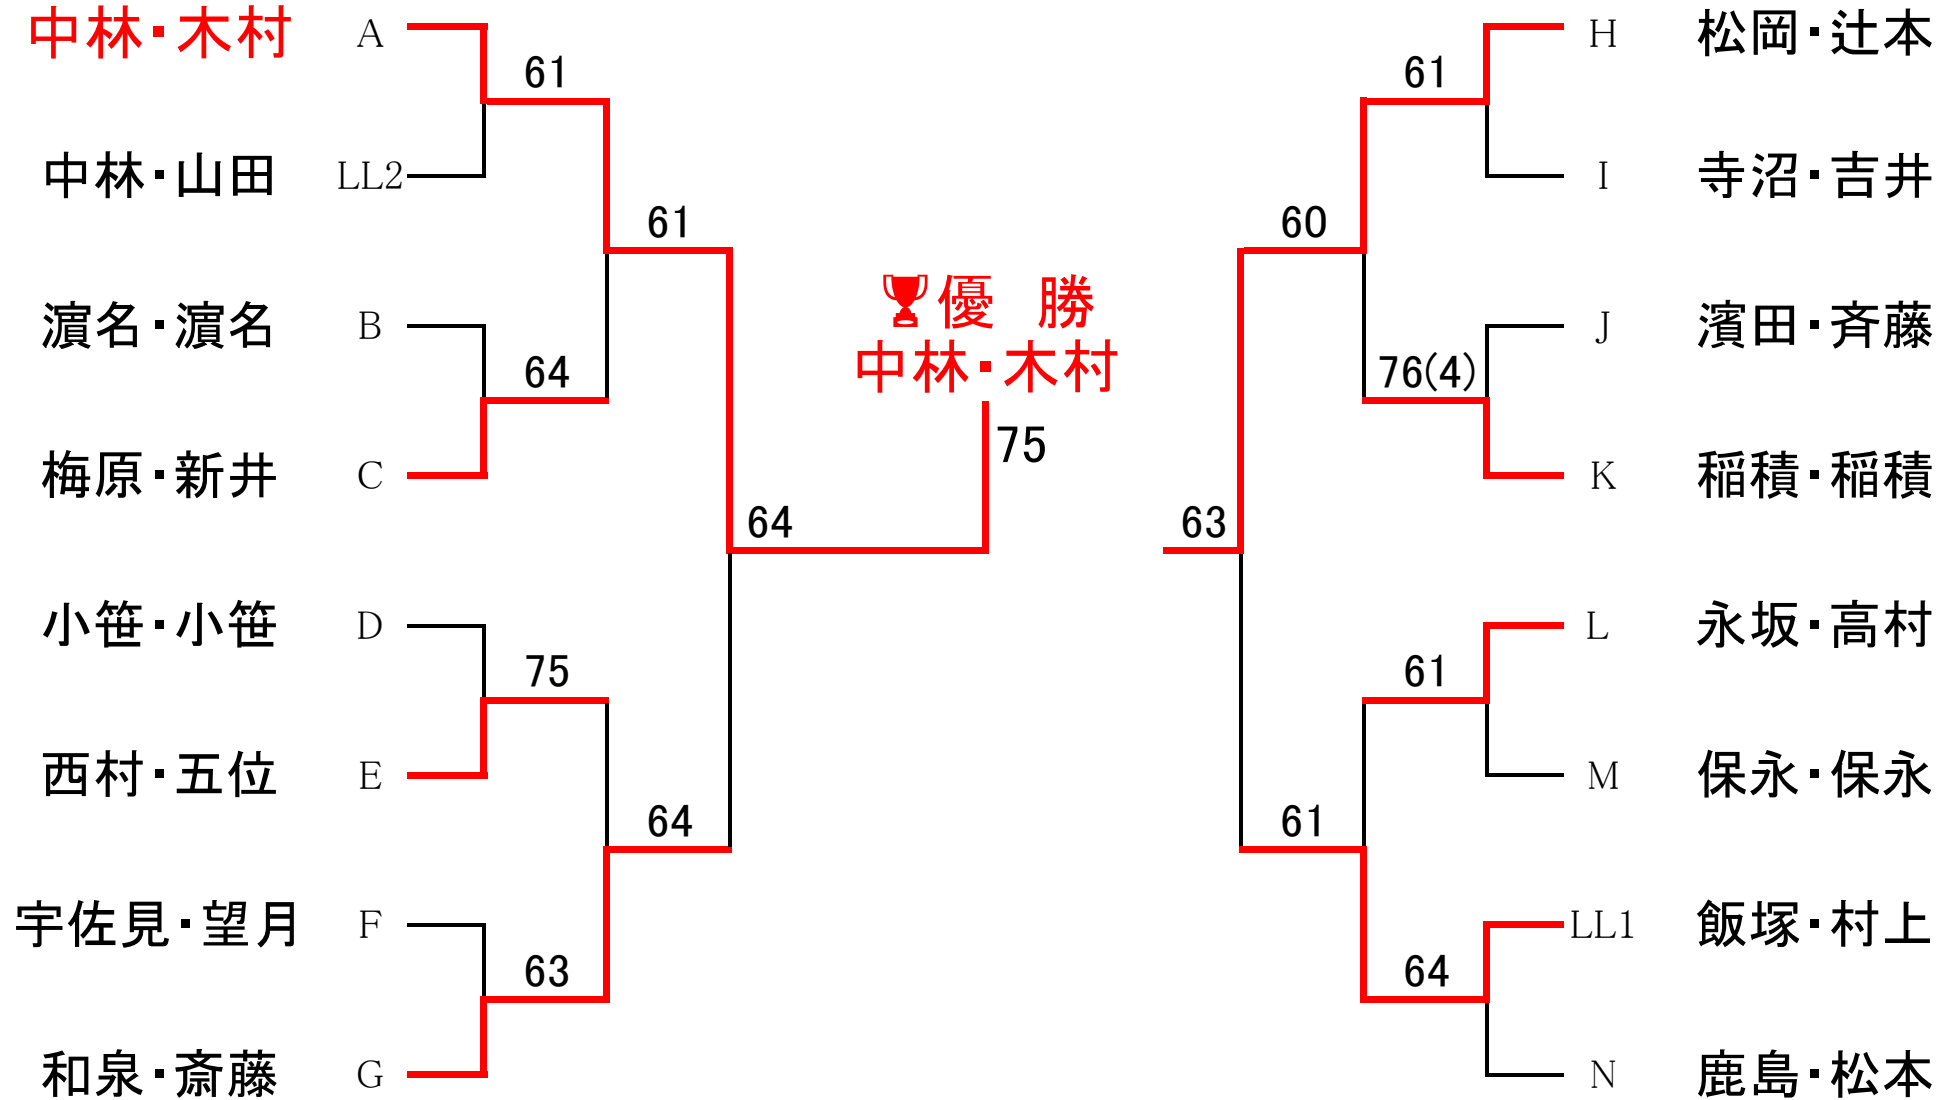 中林・木村 A
61
中林・山田 LL2
61
濵名・濵名 B
64
梅原・新井 C
64
小笹・小笹 D
75
西村・五位 E
64
宇佐見・望月 F
63
和泉・斎藤 G
優 勝
中林・木村
75
H 松岡・辻本
61
I 寺沼・吉井
60
J 濱田・斉藤
76(4)
K 稲積・稲積
63
L 永坂・高村
61
M 保永・保永
61
LL1 飯塚・村上
64
N 鹿島・松本